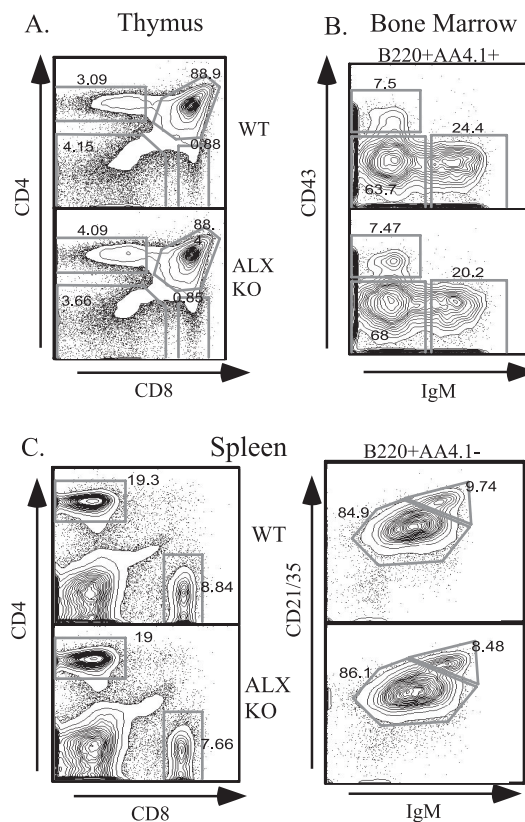 A. Thymus
3.09
88.9
4.15
0.88
WT
4.09
88.
4
3.66
0.85
ALX
KO
CD4
CD8
B. Bone Marrow
B220+AA4.1+
7.5
24.4
63.7
7.47
20.2
68
CD43
IgM
C. Spleen
19.3
8.84
WT
19
7.66
ALX
KO
CD4
CD8
B220+AA4.1-
9.74
84.9
8.48
86.1
CD21/35
IgM